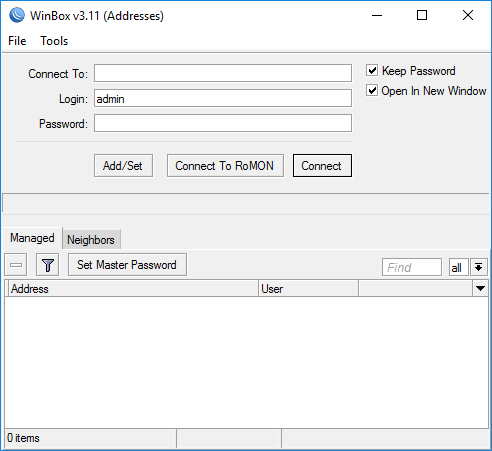 WinBox v3.11 (Addresses)
File Tools
Connect To:
Keep Password
Login: admin
Open In New Window
Password:
Add/Set Connect To RoMON Connect
Managed Neighbors
Set Master Password Find all
Address User
0 items